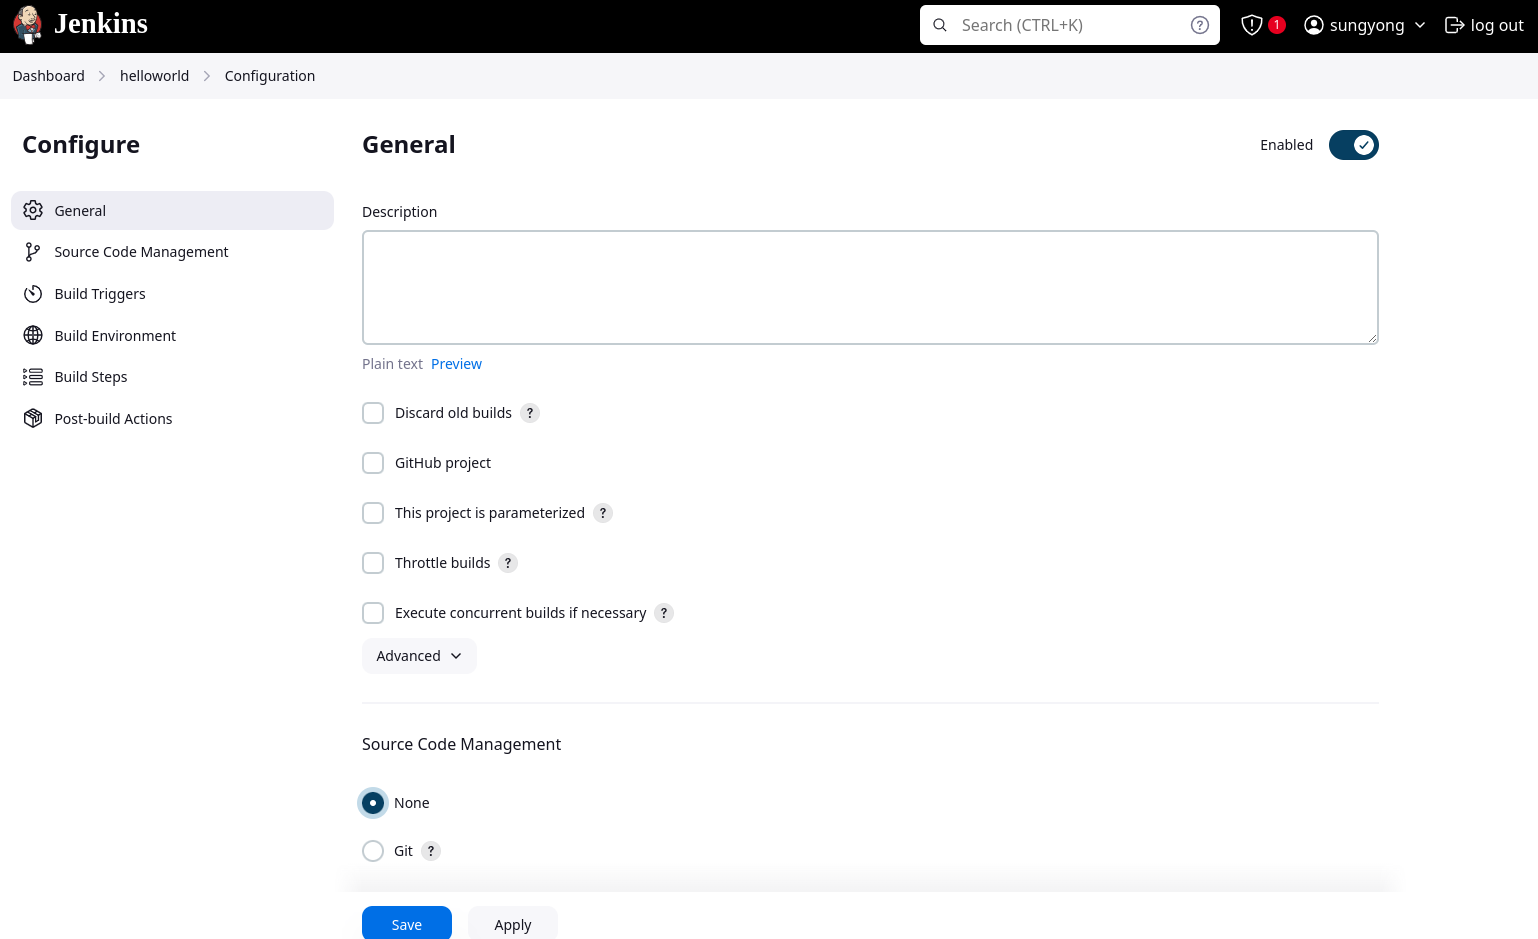 Jenkins
Search (CTRL+K)
?
1
sungyong
log out
Dashboard
helloworld
Configuration
Configure
General
Source Code Management
Build Triggers
Build Environment
Build Steps
Post-build Actions
General
Enabled
Description
Plain text Preview
Discard old builds ?
GitHub project
This project is parameterized ?
Throttle builds ?
Execute concurrent builds if necessary ?
Advanced
Source Code Management
None
Git ?
Save
Apply